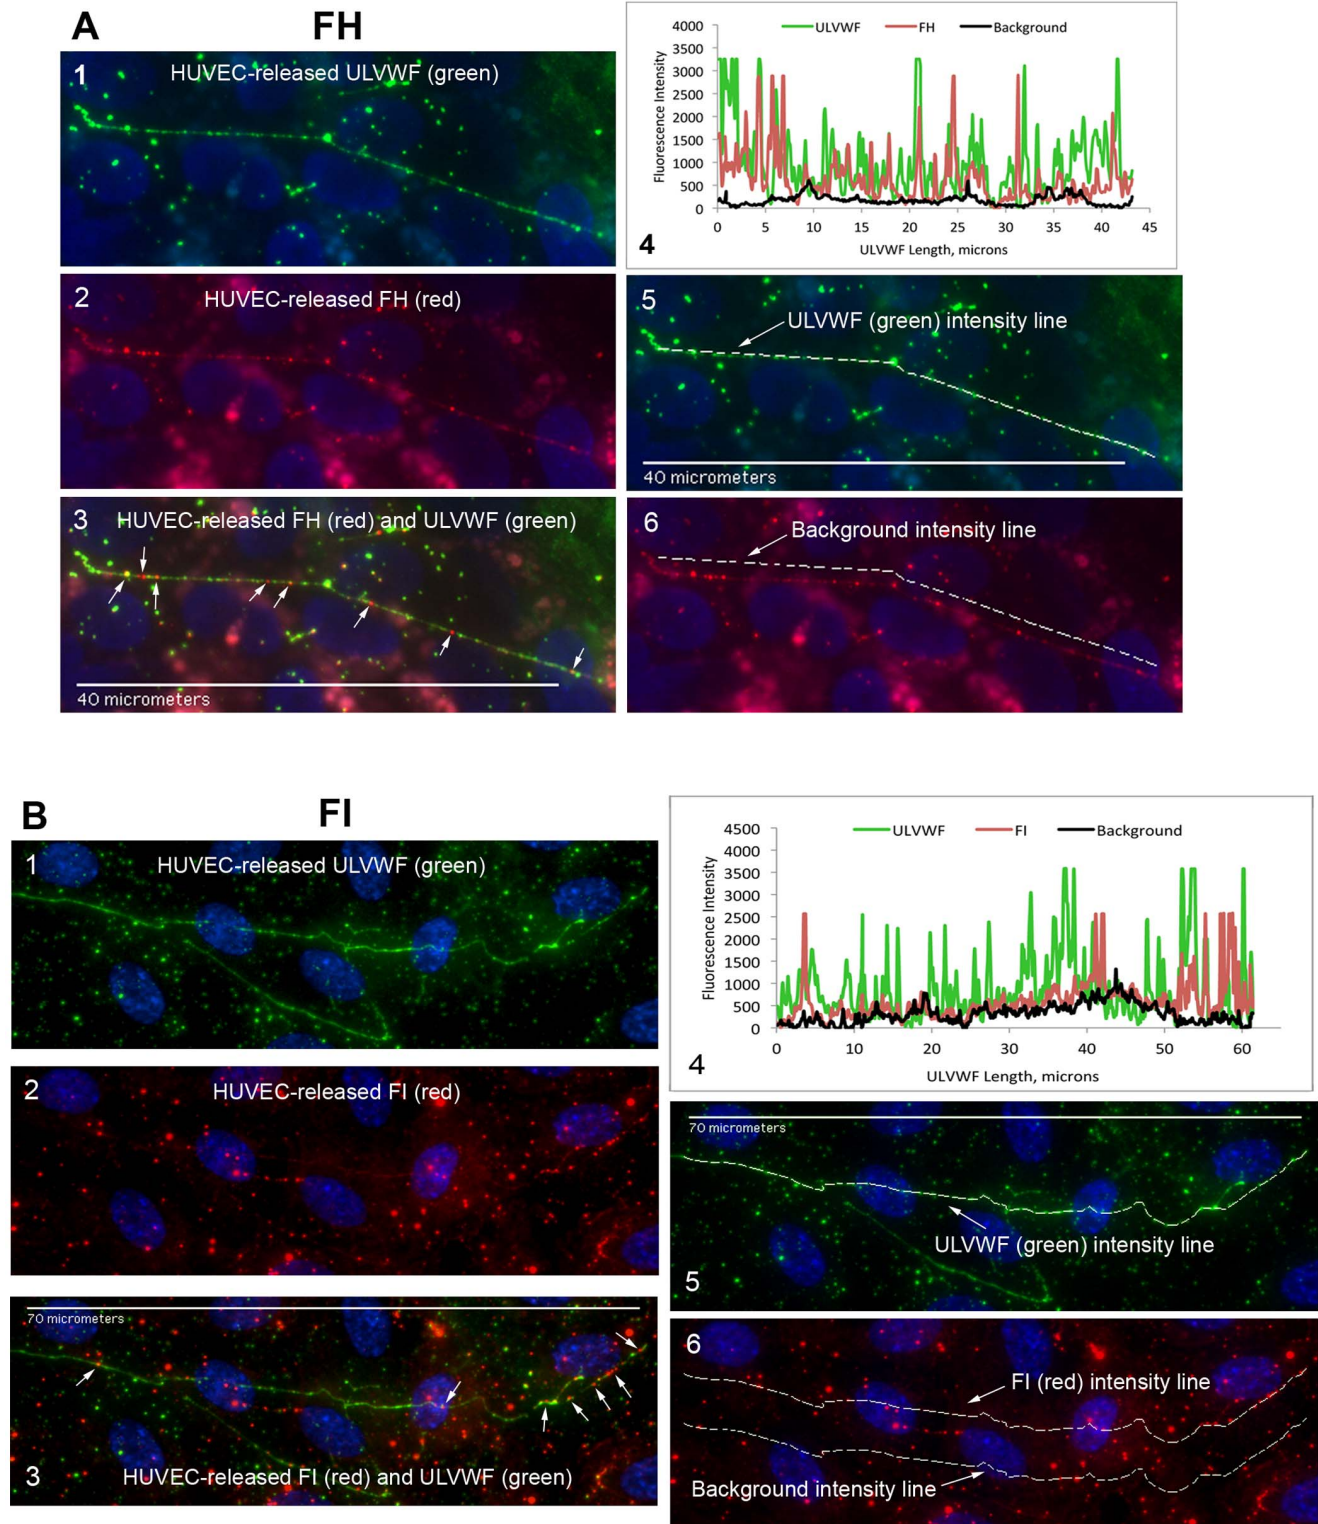 A FH
1 HUVEC-released ULVWF (green)
2 HUVEC-released FH (red)
3 HUVEC-released FH (red) and ULVWF (green)
40 micrometers
ULVWF FH Background
Fluorescence Intensity
4000
3500
3000
2500
2000
1500
1000
500
0
0 5 10 15 20 25 30 35 40 45
ULVWF Length, microns
4
5
ULVWF (green) intensity line
40 micrometers
6
Background intensity line
B FI
1 HUVEC-released ULVWF (green)
2 HUVEC-released FI (red)
70 micrometers
3 HUVEC-released FI (red) and ULVWF (green)
ULVWF FI Background
Fluorescence Intensity
4500
4000
3500
3000
2500
2000
1500
1000
500
0
0 10 20 30 40 50 60
ULVWF Length, microns
4
70 micrometers
ULVWF (green) intensity line
5
6
FI (red) intensity line
Background intensity line